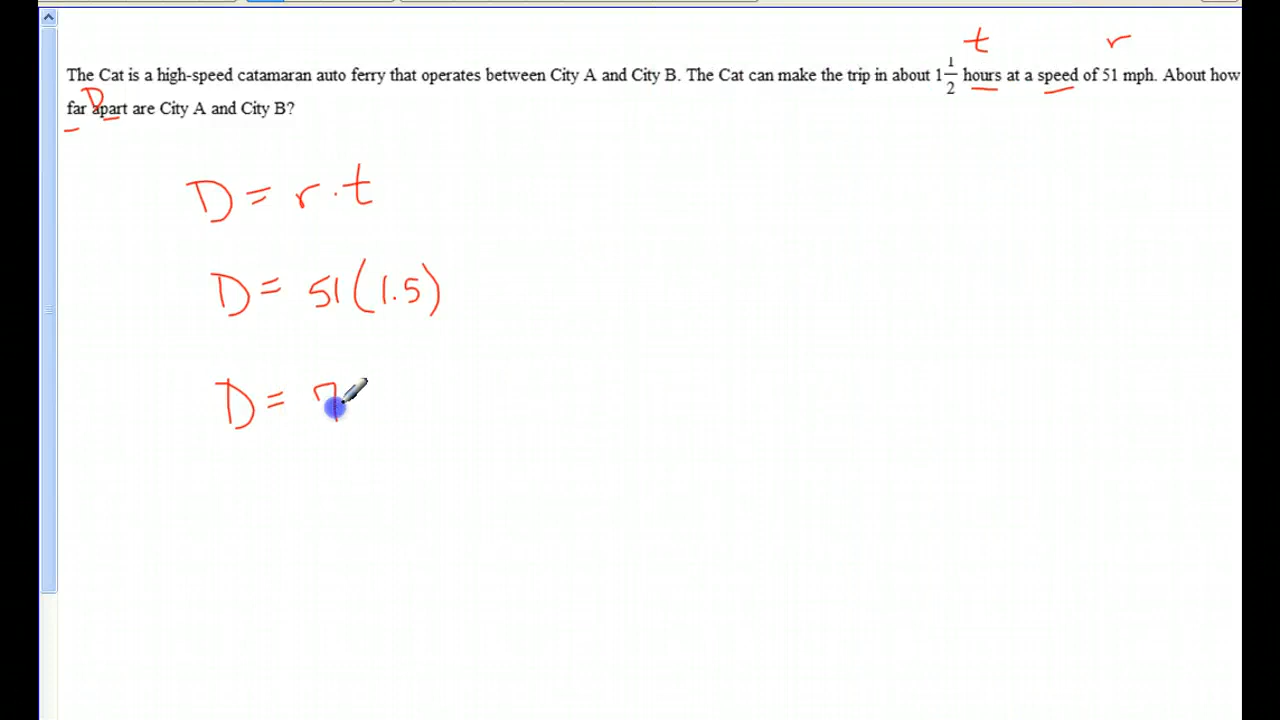 t r
The Cat is a high-speed catamaran auto ferry that operates between City A and City B. The Cat can make the trip in about 1 1/2 hours at a speed of 51 mph. About how
D
far apart are City A and City B?
D = r · t
D = 51(1.5)
D = 7